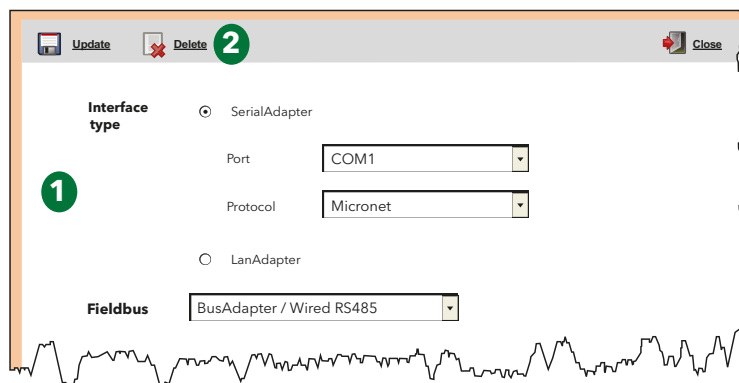 Update Delete 2 Close
Interface
type
SerialAdapter
Port COM1
1
Protocol Micronet
LanAdapter
Fieldbus BusAdapter / Wired RS485